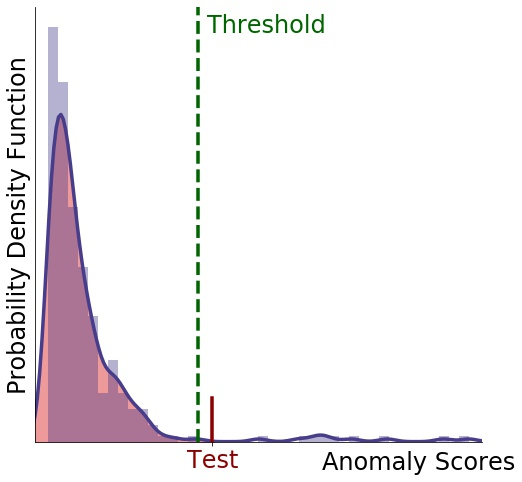 Threshold
Probability Density Function
Test
Anomaly Scores